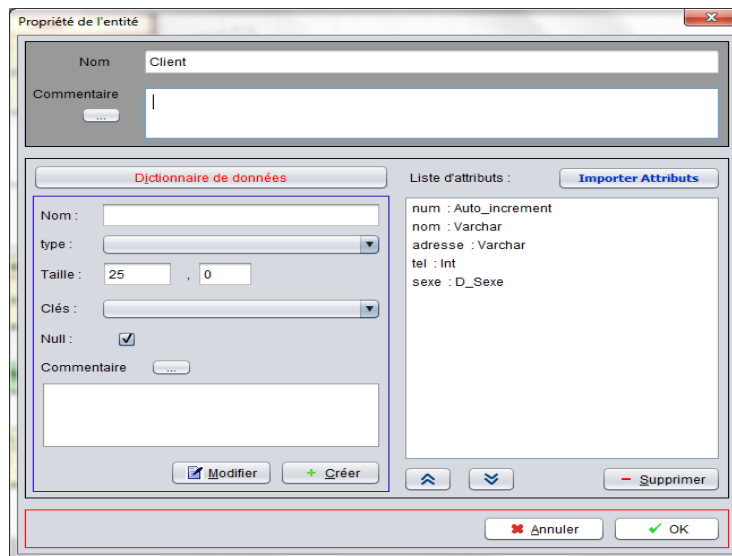 Propriété de l'entité
Nom
Client
Commentaire
...
Dictionnaire de données
Nom :
type :
Taille :
25
,
0
Clés :
Null :
Commentaire
...
Modifier
+ Créer
Liste d'attributs :
Importer Attributs
num : Auto_increment
nom : Varchar
adresse : Varchar
tel : Int
sexe : D_Sexe
Supprimer
Annuler
OK